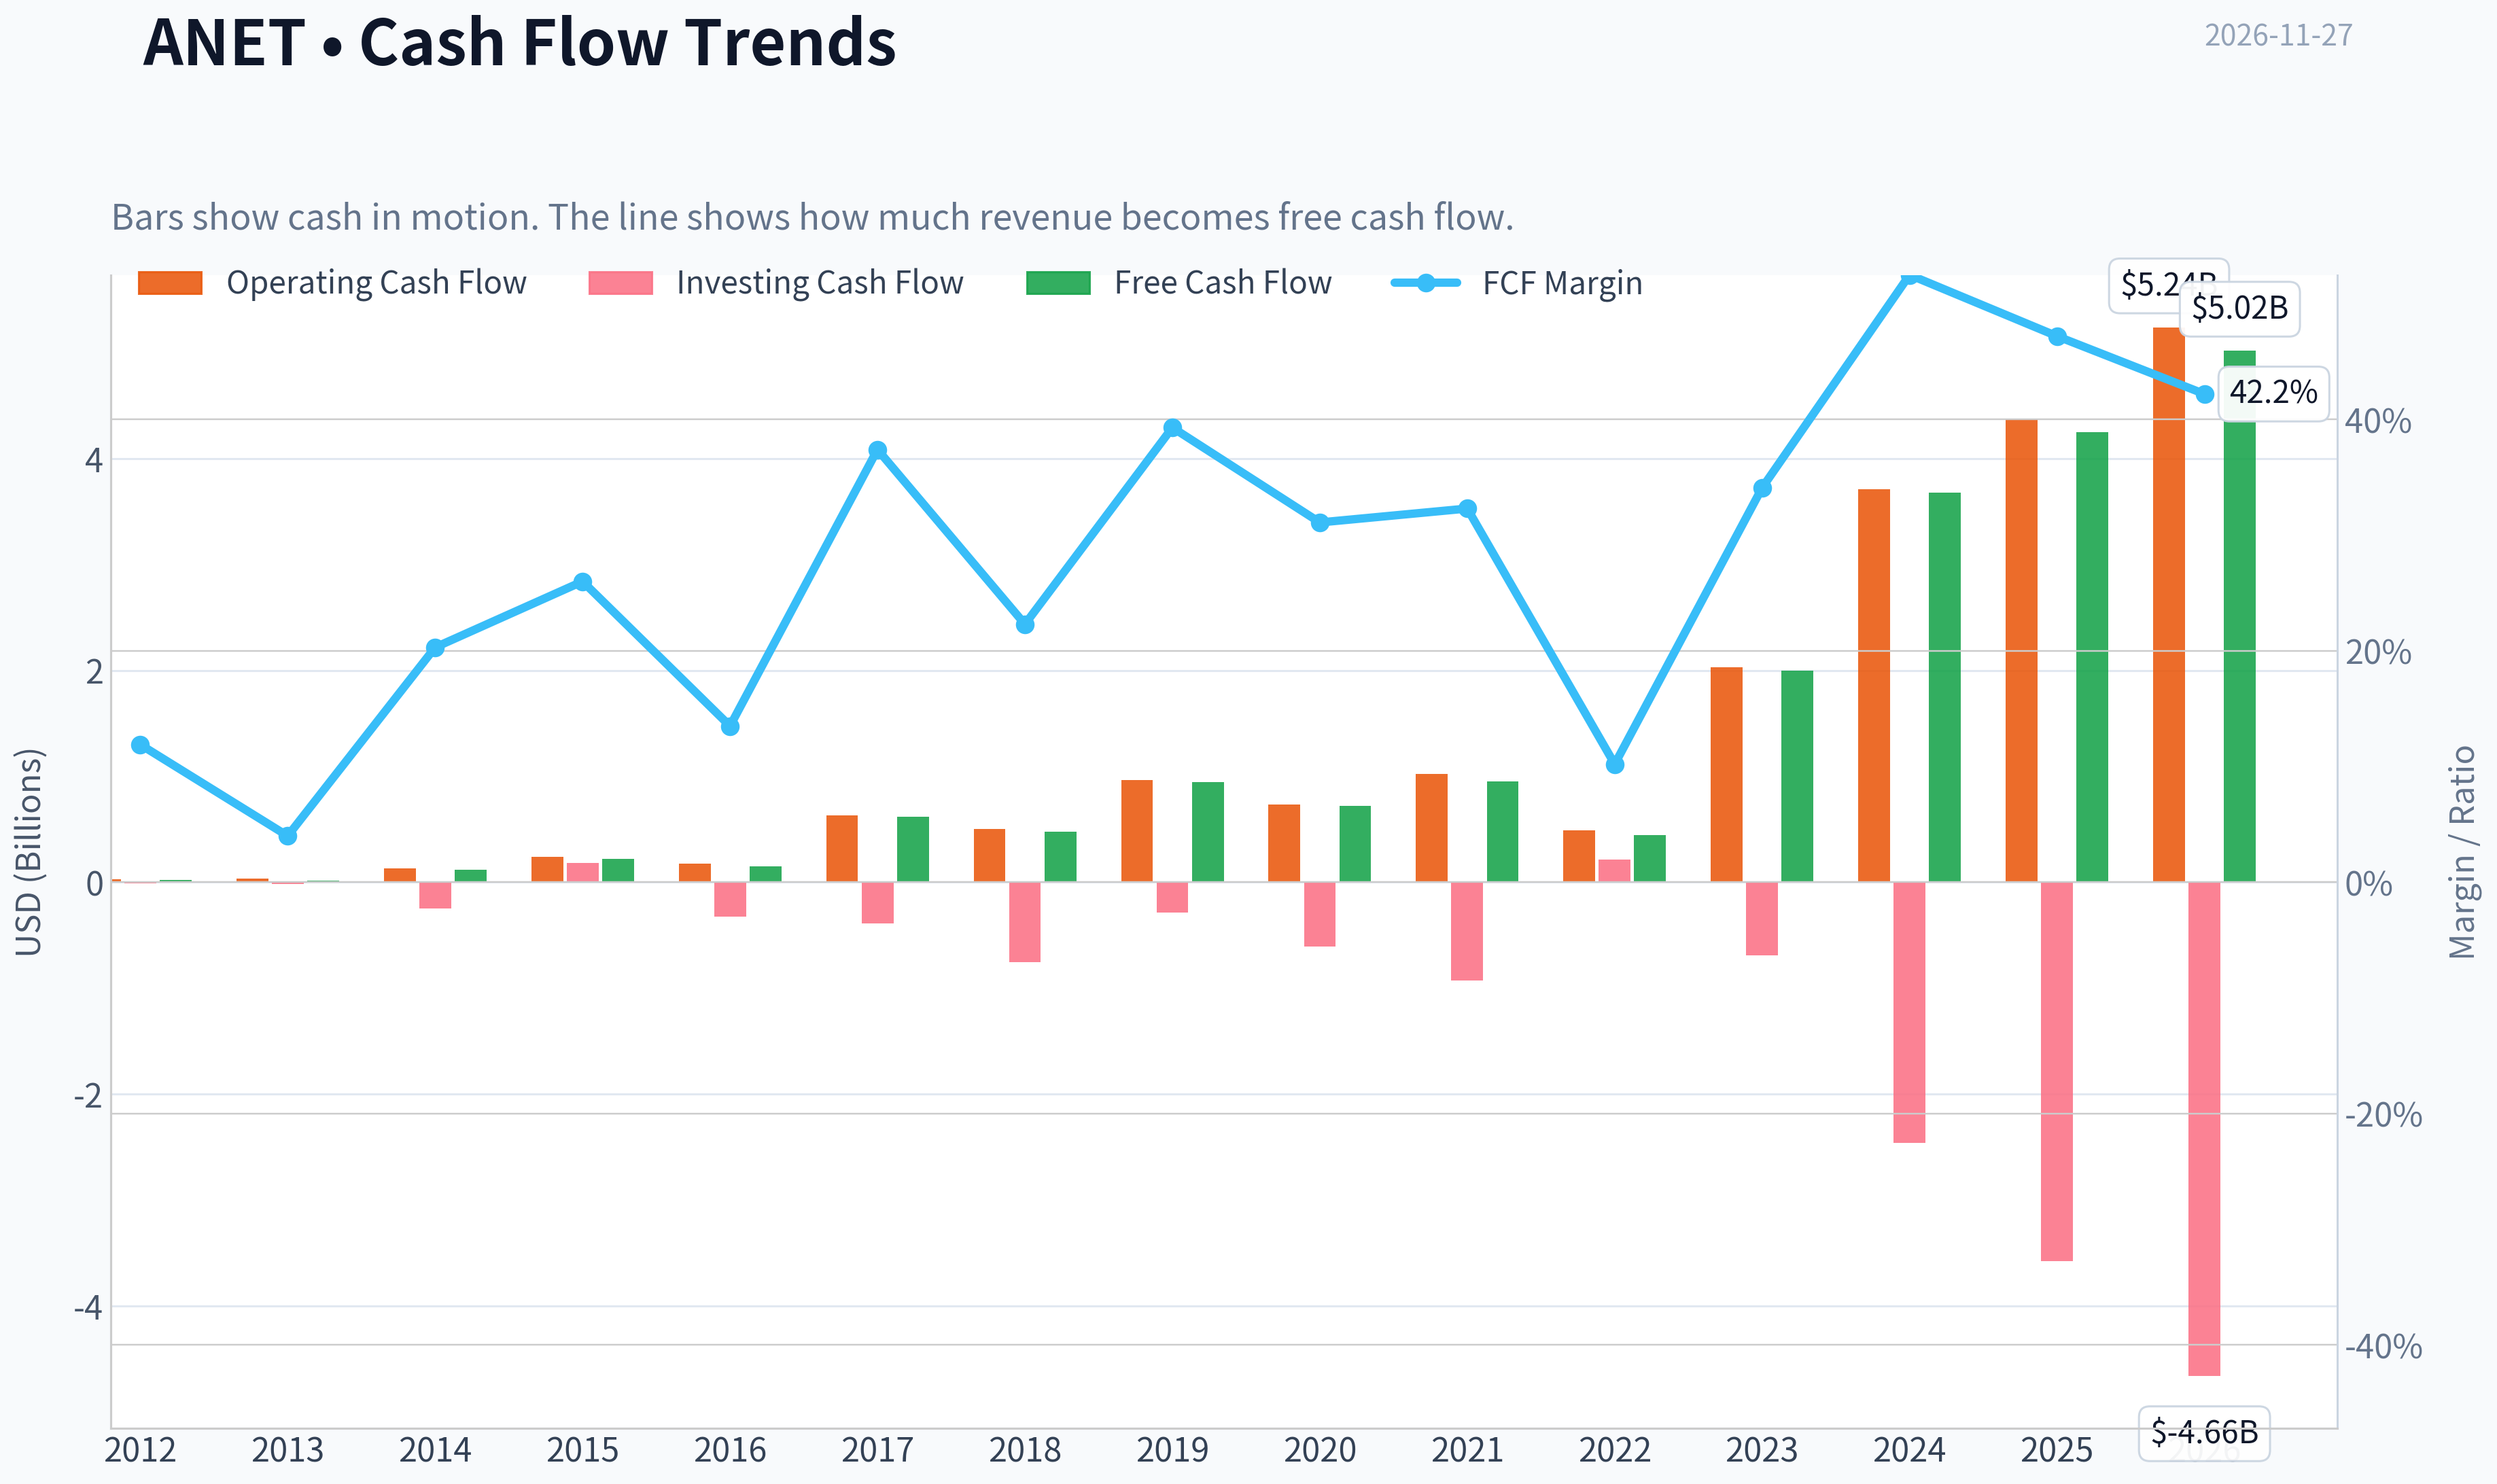 ANET • Cash Flow Trends
2026-11-27
Bars show cash in motion. The line shows how much revenue becomes free cash flow.
Operating Cash Flow
Investing Cash Flow
Free Cash Flow
FCF Margin
$5.24B
$5.02B
42.2%
$-4.66B
USD (Billions)
4
2
0
-2
-4
Margin / Ratio
40%
20%
0%
-20%
-40%
2012 2013 2014 2015 2016 2017 2018 2019 2020 2021 2022 2023 2024 2025 2026